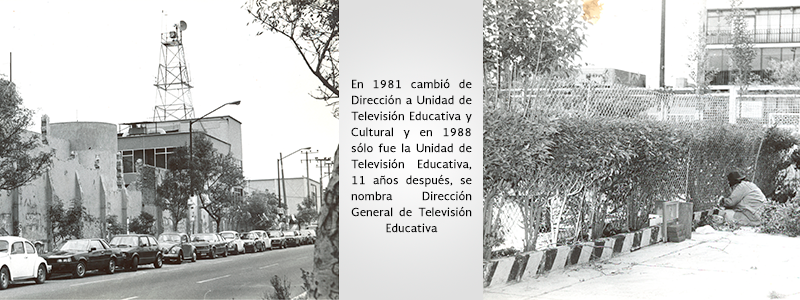 En 1981 cambió de
Dirección a Unidad de
Televisión Educativa y
Cultural y en 1988
sólo fue la Unidad de
Televisión Educativa,
11 años después, se
nombra Dirección
General de Televisión
Educativa